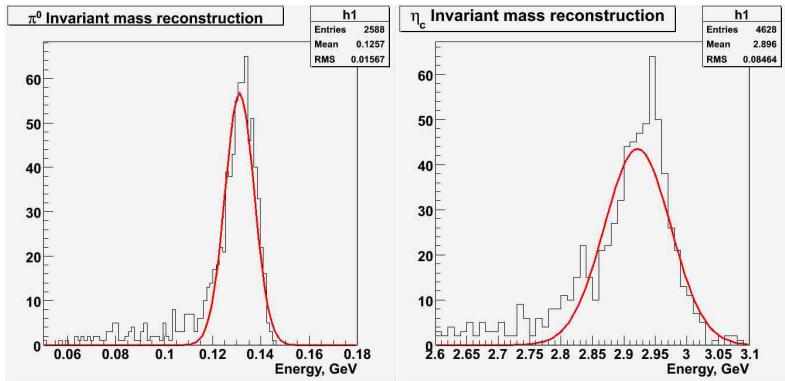 π⁰ Invariant mass reconstruction
h1
Entries 2588
Mean 0.1257
RMS 0.01567
60
50
40
30
20
10
0
0.06 0.08 0.1 0.12 0.14 0.16 0.18
Energy, GeV
η_c Invariant mass reconstruction
h1
Entries 4628
Mean 2.896
RMS 0.08464
60
50
40
30
20
10
0
2.6 2.65 2.7 2.75 2.8 2.85 2.9 2.95 3 3.05 3.1
Energy, GeV